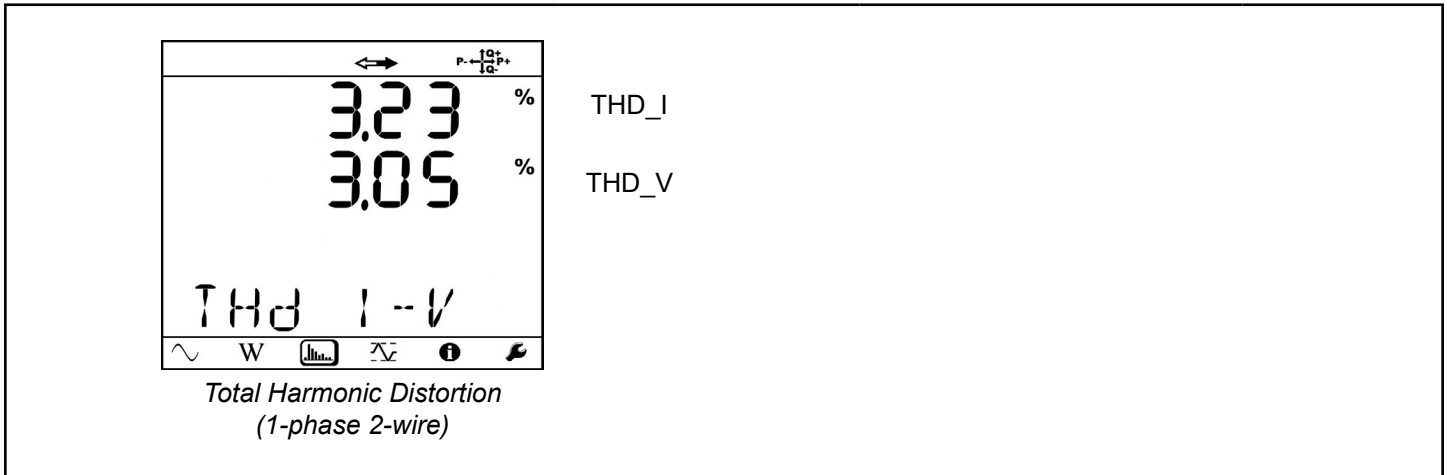 P- Q+ P+
Q-
3.23 % THD_I
3.05 % THD_V
THd I-V
W
Total Harmonic Distortion
(1-phase 2-wire)